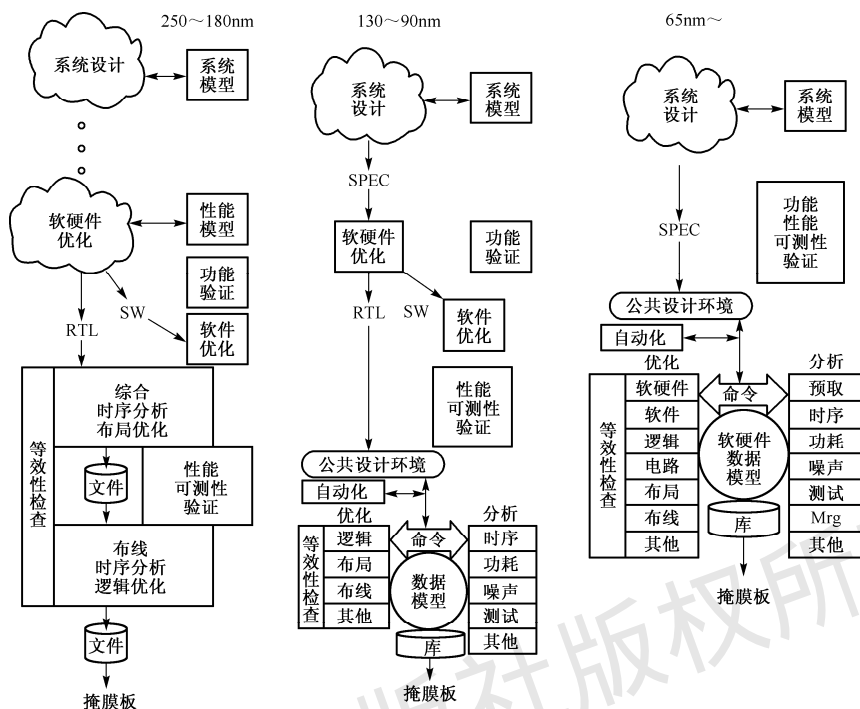 250～180nm
系统设计
系统
模型
软硬件
优化
性能
模型
功能
验证
RTL
SW
软件
优化
等效性检查
综合
时序分析
布局优化
文件
性能
可测性
验证
布线
时序分析
逻辑优化
文件
掩膜板
130～90nm
系统
设计
系统
模型
SPEC
软硬件
优化
功能
验证
RTL
SW
软件
优化
性能
可测性
验证
公共设计环境
自动化
优化
分析
等效性检查
逻辑
布局
布线
其他
命令
数据
模型
库
时序
功耗
噪声
测试
其他
掩膜板
65nm～
系统
设计
系统
模型
SPEC
功能
性能
可测性
验证
公共设计环境
自动化
优化
分析
等效性检查
软硬件
软件
逻辑
电路
布局
布线
其他
命令
软硬件
数据
模型
库
预取
时序
功耗
噪声
测试
Mrg
其他
掩膜板
版社版权所